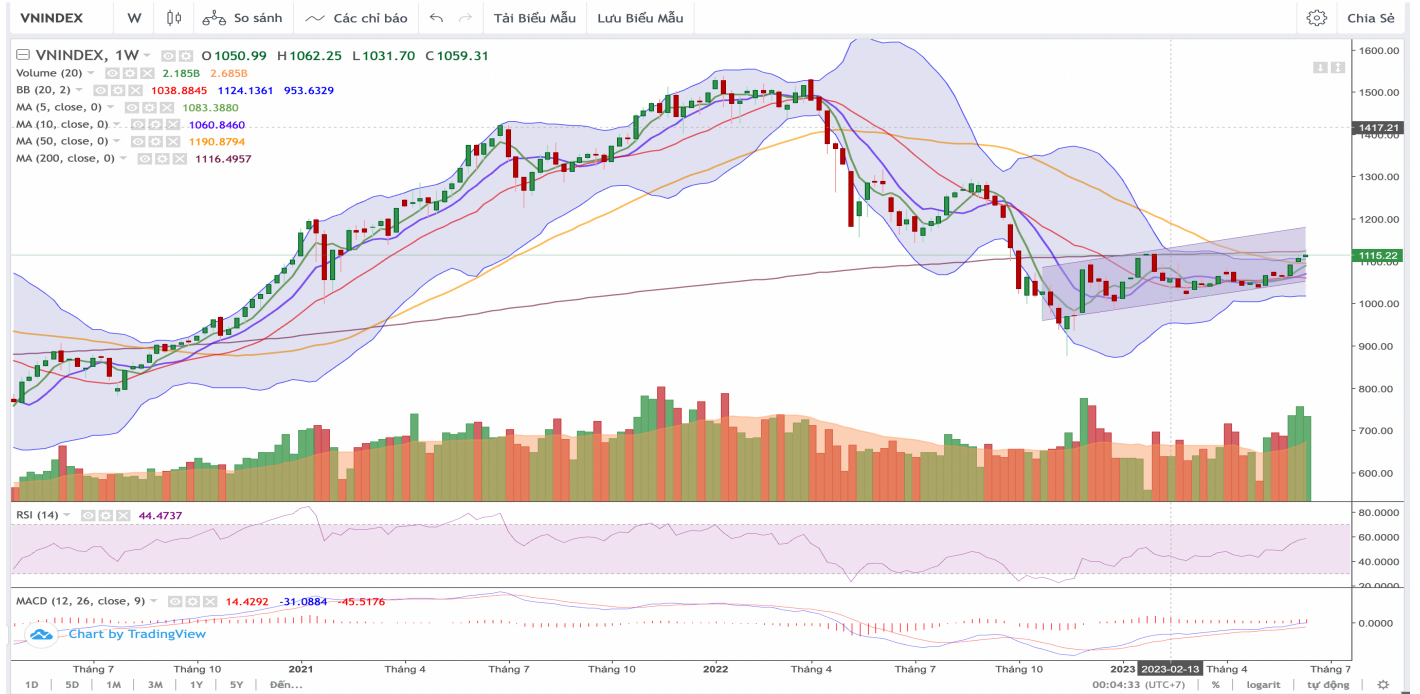 VNINDEX W So sánh Các chỉ báo Tải Biểu Mẫu Lưu Biểu Mẫu Chia Sẻ
VNINDEX, 1W O 1050.99 H 1062.25 L 1031.70 C 1059.31
Volume (20) 2.185B 2.685B
BB (20, 2) 1038.8845 1124.1361 953.6329
MA (5, close, 0) 1083.3880
MA (10, close, 0) 1060.8460
MA (50, close, 0) 1190.8794
MA (200, close, 0) 1116.4957
1600.00
1500.00
1417.21
1400.00
1300.00
1200.00
1115.22
1100.00
1000.00
900.00
800.00
700.00
600.00
RSI (14) 44.4737
80.0000
60.0000
40.0000
20.0000
MACD (12, 26, close, 9) 14.4292 -31.0884 -45.5176
0.0000
Chart by TradingView
Tháng 7 Tháng 10 2021 Tháng 4 Tháng 7 Tháng 10 2022 Tháng 4 Tháng 7 Tháng 10 2023 2023-02-13 Tháng 4 Tháng 7
1D 5D 1M 3M 1Y 5Y Đến... 00:04:33 (UTC+7) % logarit tự động